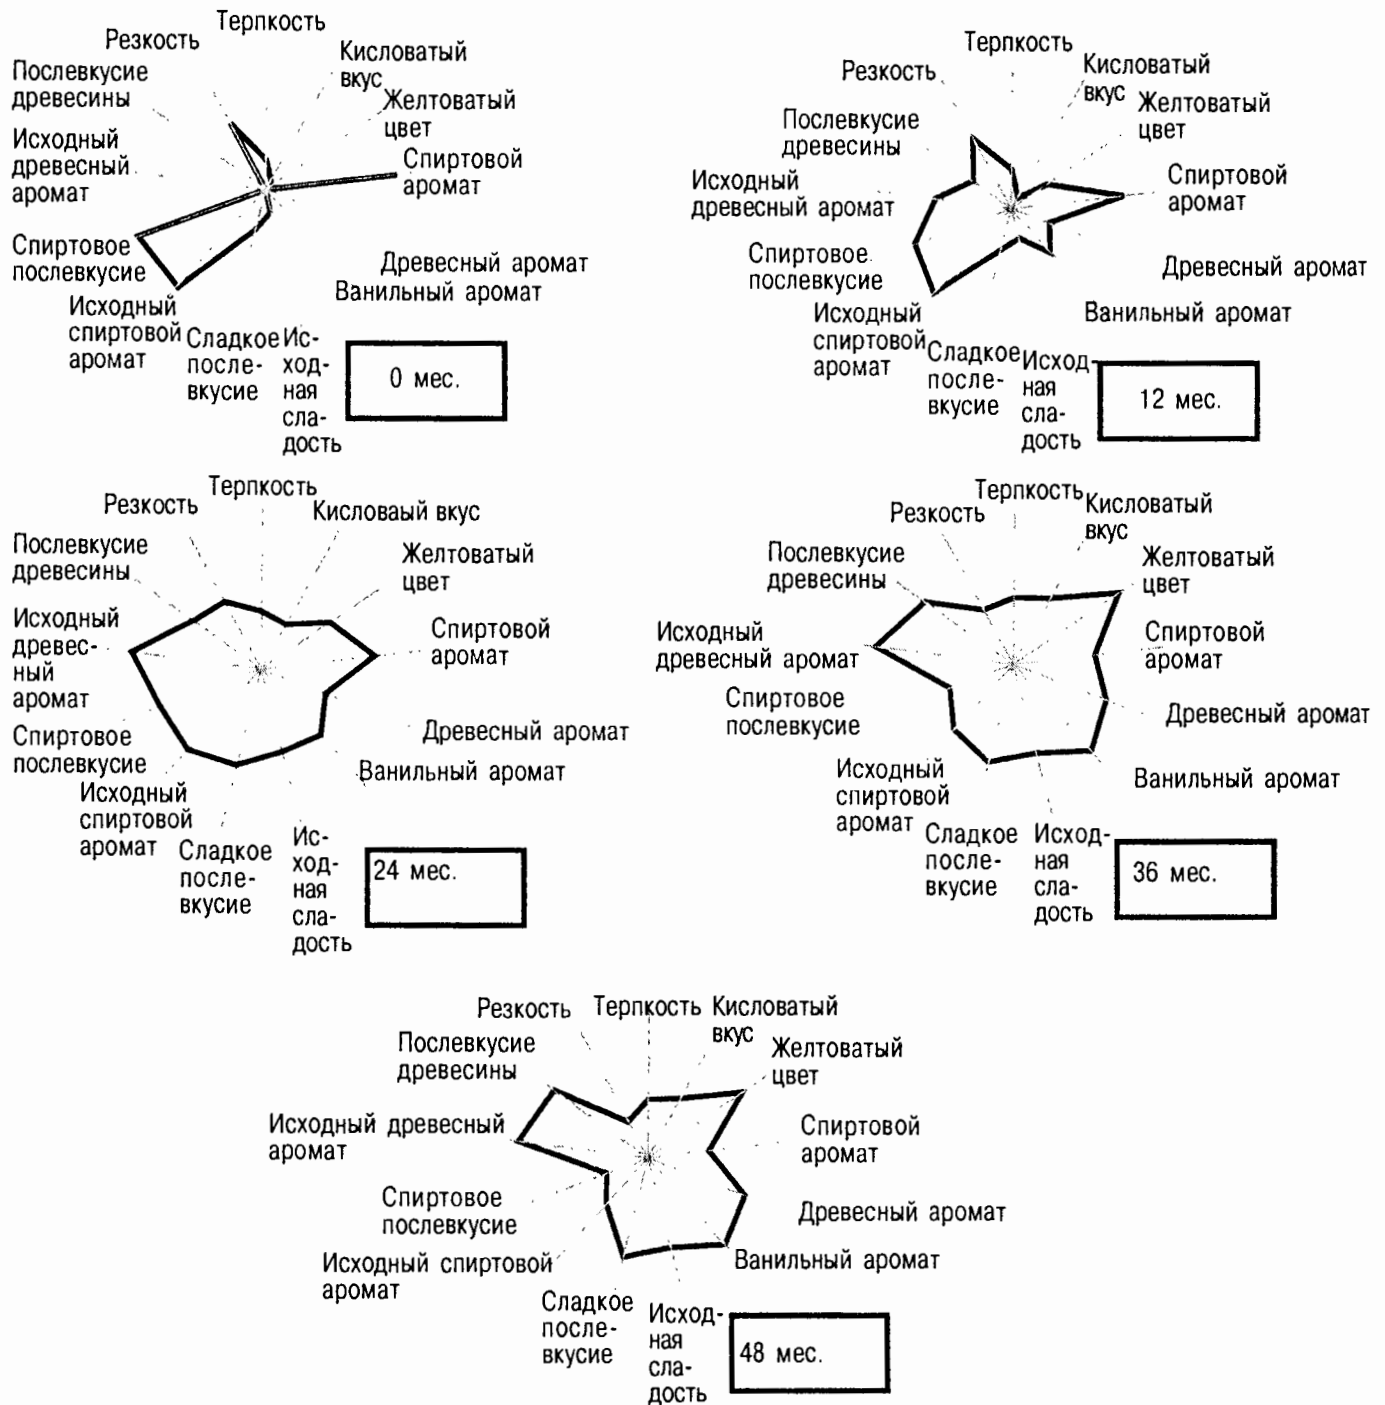 Терпкость
Резкость
Кисловатый
вкус
Послевкусие
древесины
Желтоватый
цвет
Исходный
древесный
аромат
Спиртовой
аромат
Спиртовое
послевкусие
Древесный аромат
Ванильный аромат
Исходный
спиртовой
аромат
Сладкое
после-
вкусие
Ис-
ход-
ная
сла-
дость
0 мес.
Терпкость
Резкость
Кисловатый
вкус
Послевкусие
древесины
Желтоватый
цвет
Исходный
древесный аромат
Спиртовой
аромат
Спиртовое
послевкусие
Древесный аромат
Ванильный аромат
Исходный
спиртовой
аромат
Сладкое
после-
вкусие
Исход-
ная
сла-
дость
12 мес.
Терпкость
Резкость
Кисловаый вкус
Послевкусие
древесины
Желтоватый
цвет
Исходный
древес-
ный
аромат
Спиртовой
аромат
Спиртовое
послевкусие
Древесный аромат
Ванильный аромат
Исходный
спиртовой
аромат
Сладкое
после-
вкусие
Ис-
ход-
ная
сла-
дость
24 мес.
Терпкость
Резкость
Кисловатый
вкус
Послевкусие
древесины
Желтоватый
цвет
Исходный
древесный аромат
Спиртовой
аромат
Спиртовое
послевкусие
Древесный аромат
Ванильный аромат
Исходный
спиртовой
аромат
Сладкое
после-
вкусие
Исход-
ная
сла-
дость
36 мес.
Резкость
Терпкость
Кисловатый
вкус
Послевкусие
древесины
Желтоватый
цвет
Исходный древесный
аромат
Спиртовой
аромат
Спиртовое
послевкусие
Древесный аромат
Исходный спиртовой
аромат
Ванильный аромат
Сладкое
после-
вкусие
Исход-
ная
сла-
дость
48 мес.